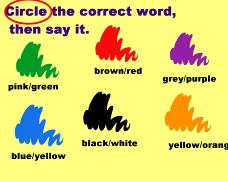 Circle the correct word,
then say it.
brown/red
grey/purple
pink/green
black/white
yellow/orang
blue/yellow